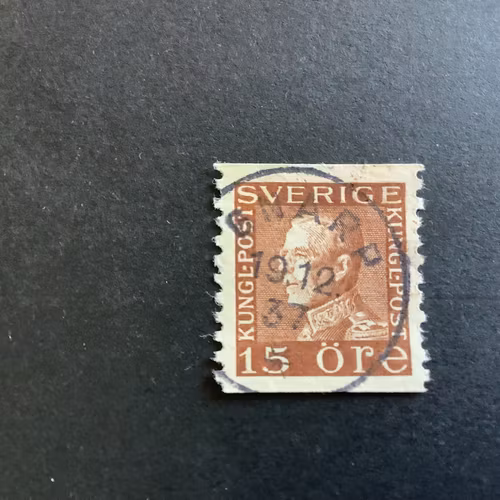 SVERIGE
KUNGL·POST
KUNGL·POST
19.12.
37
15 öre